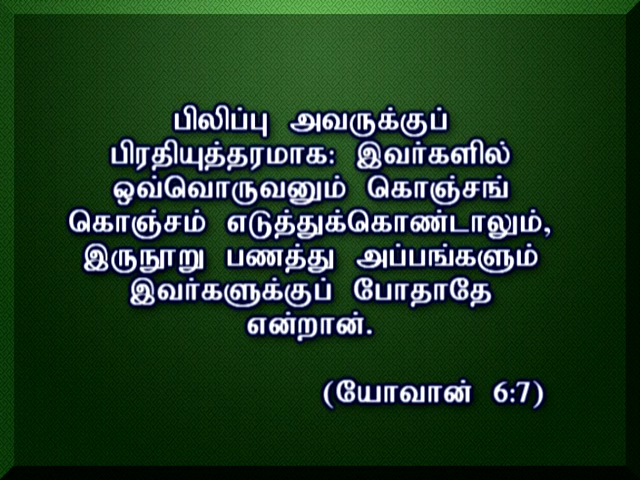 பிலிப்பு அவருக்குப்
பிரதியுத்தரமாக: இவர்களில்
ஒவ்வொருவனும் கொஞ்சங்
கொஞ்சம் எடுத்துக்கொண்டாலும்,
இருநூறு பணத்து அப்பங்களும்
இவர்களுக்குப் போதாதே
என்றான்.
(யோவான் 6:7)